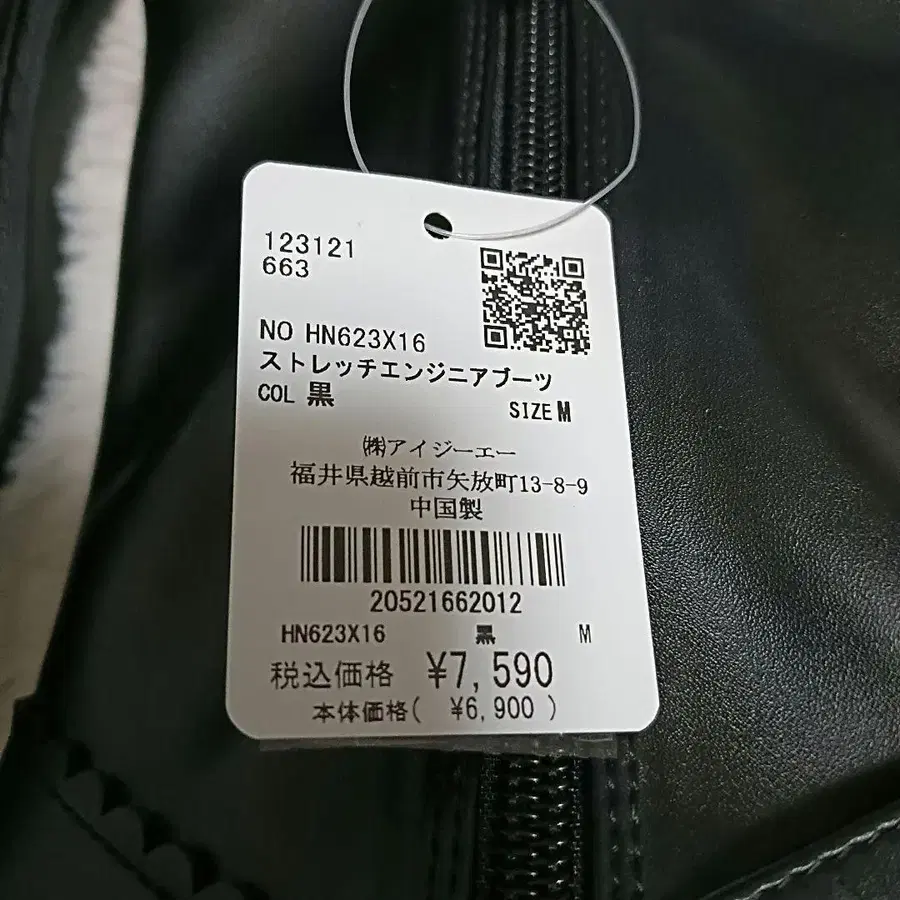 123121
663
NO HN623X16
ストレッチエンジニアブーツ
COL 黒 SIZE M
㈱アイジーエー
福井県越前市矢放町13-8-9
中国製
20521662012
HN623X16 黒 M
税込価格 ¥7,590
本体価格( ¥6,900 )